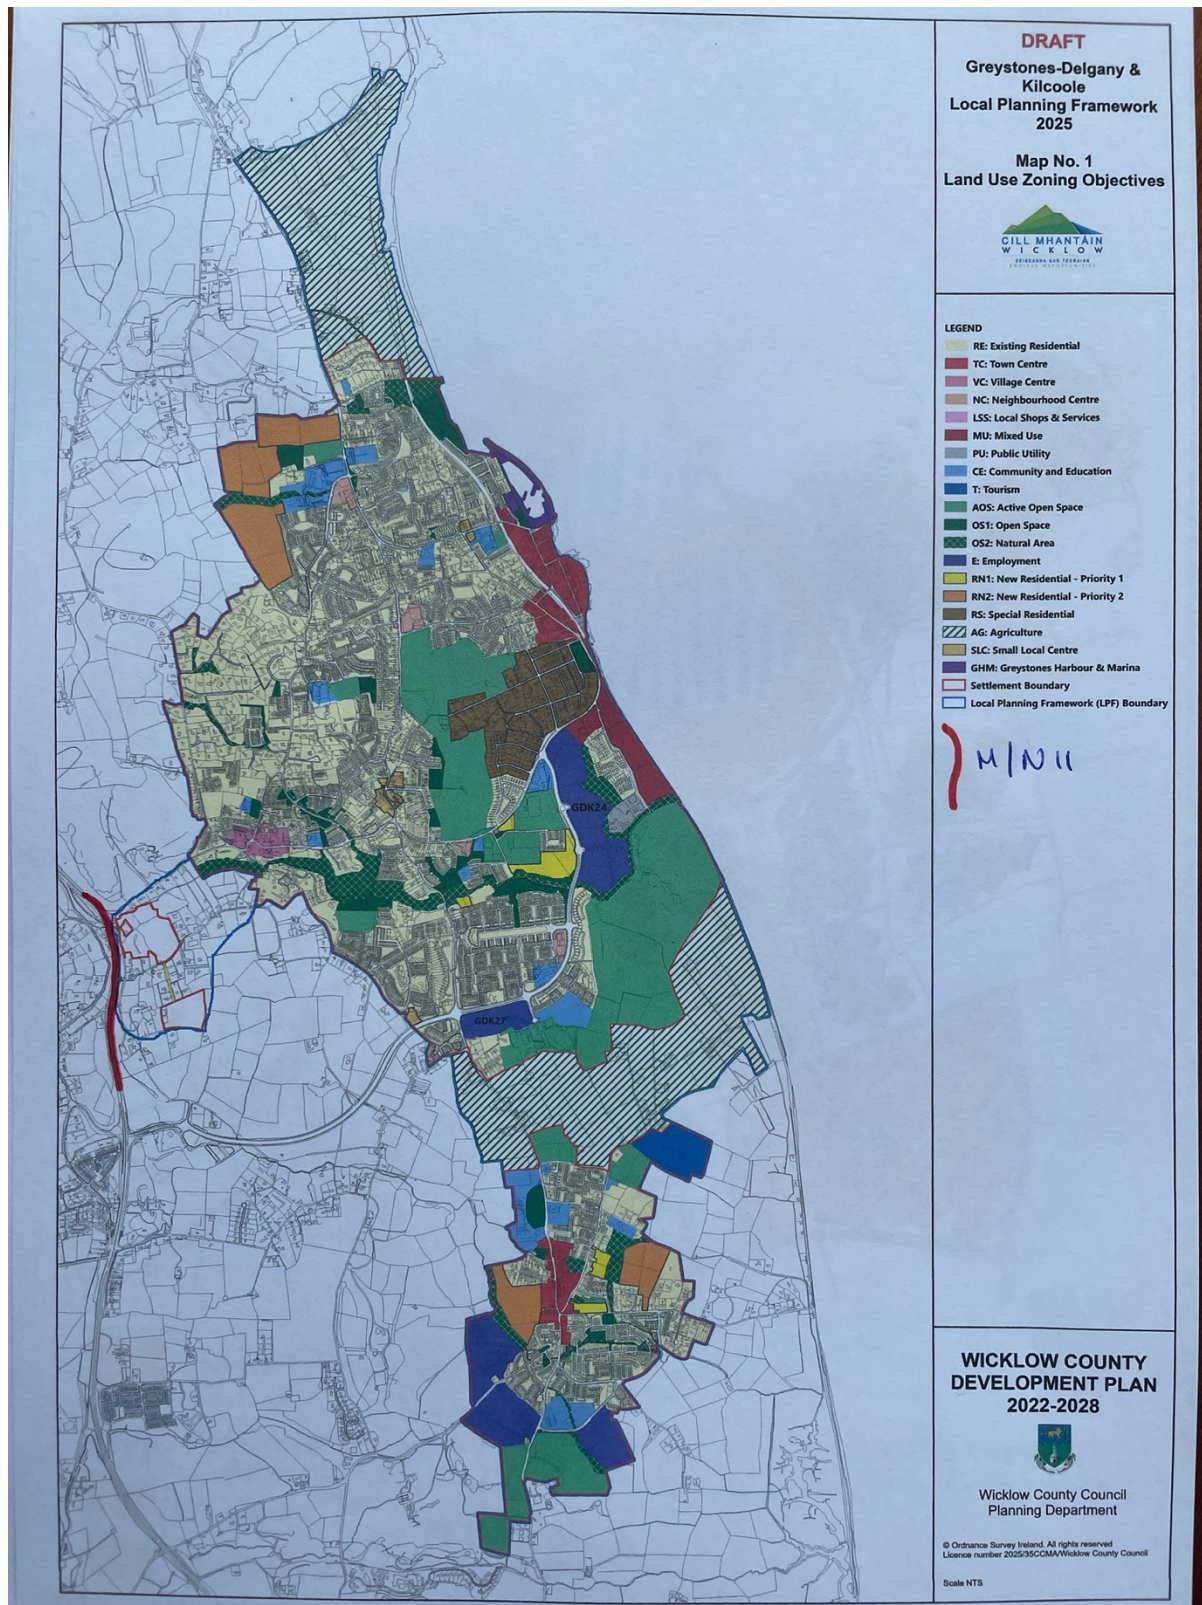 DRAFT
Greystones-Delgany &
Kilcoole
Local Planning Framework
2025
Map No. 1
Land Use Zoning Objectives
CILL MHANTÁIN
WICKLOW
LEGEND
RE: Existing Residential
TC: Town Centre
VC: Village Centre
NC: Neighbourhood Centre
LSS: Local Shops & Services
MU: Mixed Use
PU: Public Utility
CE: Community and Education
T: Tourism
AOS: Active Open Space
OS1: Open Space
OS2: Natural Area
E: Employment
RN1: New Residential - Priority 1
RN2: New Residential - Priority 2
RS: Special Residential
AG: Agriculture
SLC: Small Local Centre
GHM: Greystones Harbour & Marina
Settlement Boundary
Local Planning Framework (LPF) Boundary
M/N11
GDK24
GDK27
WICKLOW COUNTY
DEVELOPMENT PLAN
2022-2028
Wicklow County Council
Planning Department
© Ordnance Survey Ireland. All rights reserved
Licence number 2025/35CCMA/Wicklow County Council
Scale NTS